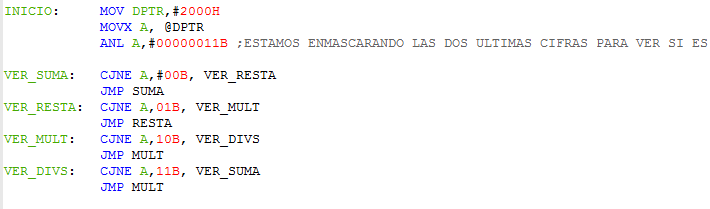 INICIO: MOV DPTR,#2000H
MOVX A, @DPTR
ANL A,#00000011B ;ESTAMOS ENMASCARANDO LAS DOS ULTIMAS CIFRAS PARA VER SI ES
VER_SUMA: CJNE A,#00B, VER_RESTA
JMP SUMA
VER_RESTA: CJNE A,01B, VER_MULT
JMP RESTA
VER_MULT: CJNE A,10B, VER_DIVS
JMP MULT
VER_DIVS: CJNE A,11B, VER_SUMA
JMP MULT